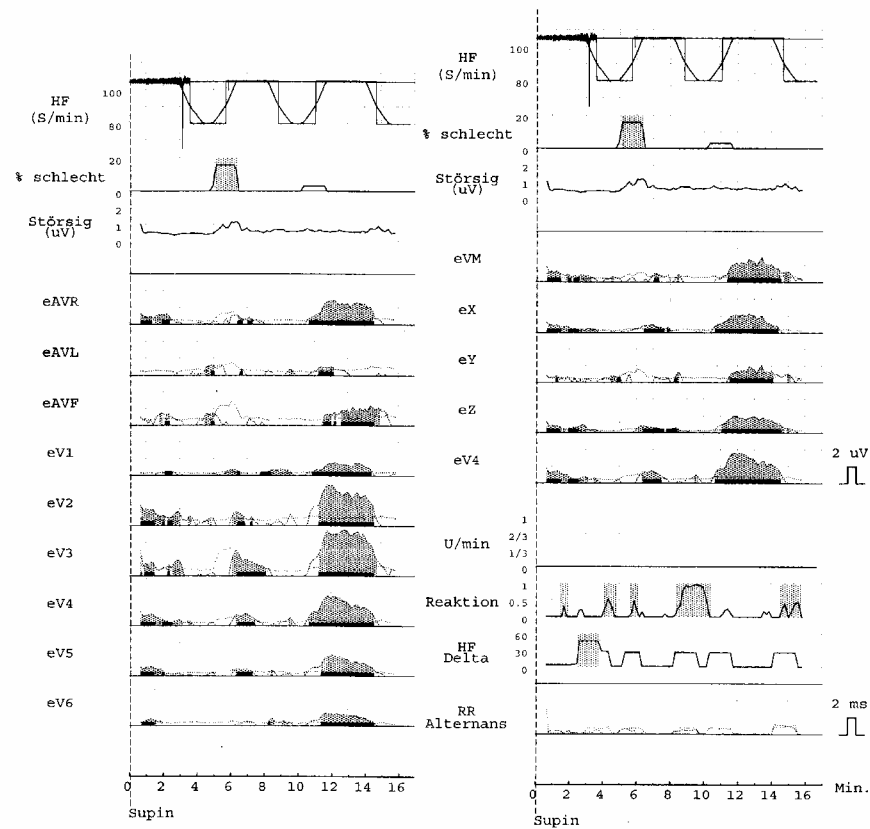 HF
(S/min)
100
80
% schlecht
20
0
Störsig
(uV)
2
1
0
eAVR
eAVL
eAVF
eV1
eV2
eV3
eV4
eV5
eV6
0 2 4 6 8 10 12 14 16
Supin
HF
(S/min)
100
80
% schlecht
20
0
Störsig
(uV)
2
1
0
eVM
eX
eY
eZ
eV4
2 uV
U/min
1
2/3
1/3
0
Reaktion
1
0.5
0
HF
Delta
60
30
0
RR
Alternans
2 ms
0 2 4 6 8 10 12 14 16 Min.
Supin